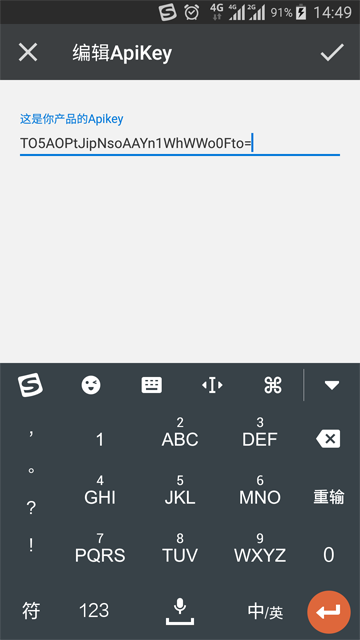 4G 4G 2G 91% 14:49
编辑ApiKey
这是你产品的Apikey
TO5AOPtJipNsoAAYn1WhWWo0Fto=
， 1 2 ABC 3 DEF
。 4 GHI 5 JKL 6 MNO 重输
？
！ 7 PQRS 8 TUV 9 WXYZ 0
符 123 中/英